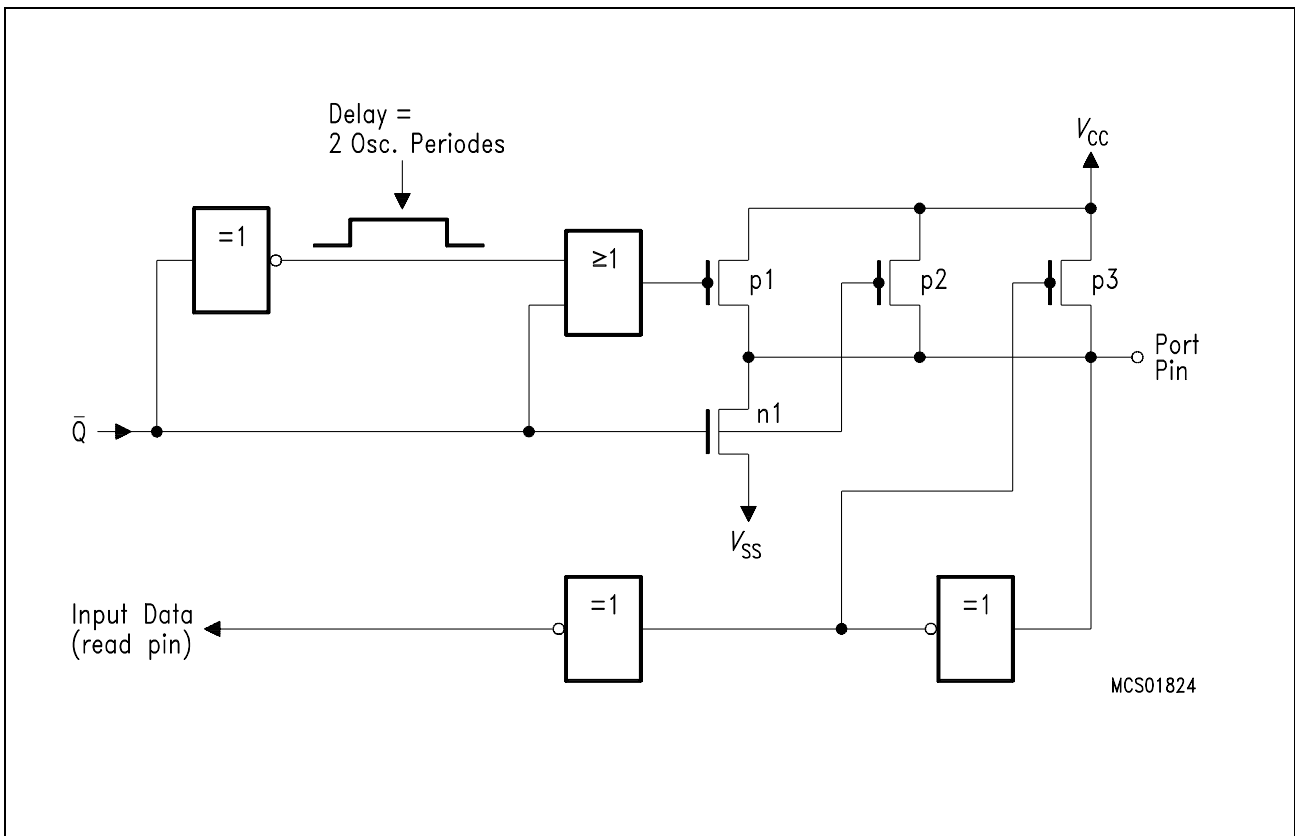 Delay =
2 Osc. Periodes
V_CC
=1
≥1
p1
p2
p3
Port
Pin
n1
Q̄
V_SS
Input Data
(read pin)
=1
=1
MCS01824